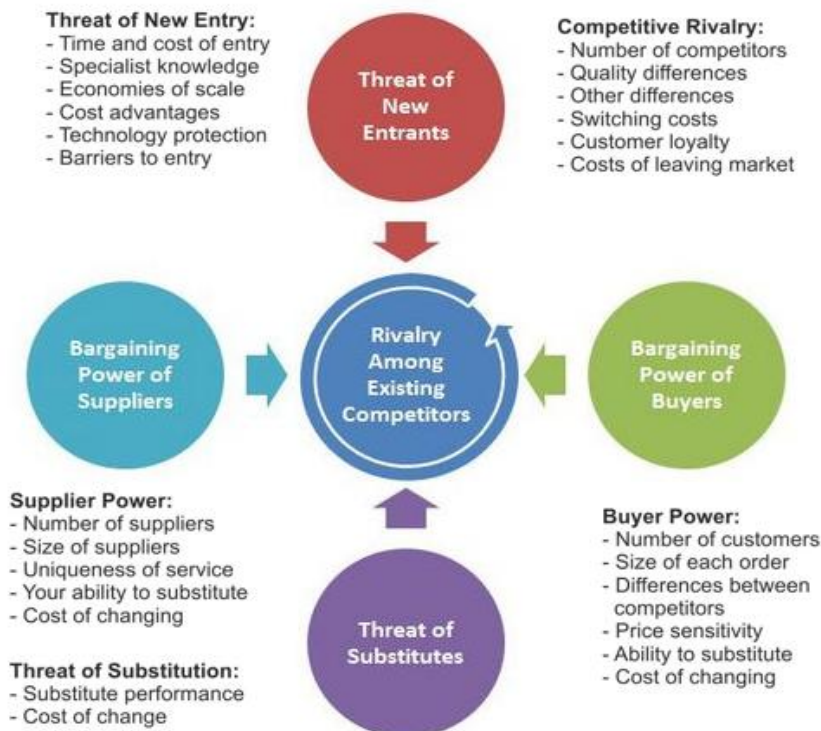 Threat of New Entry:
- Time and cost of entry
- Specialist knowledge
- Economies of scale
- Cost advantages
- Technology protection
- Barriers to entry
Threat of
New
Entrants
Competitive Rivalry:
- Number of competitors
- Quality differences
- Other differences
- Switching costs
- Customer loyalty
- Costs of leaving market
Bargaining
Power of
Suppliers
Rivalry
Among
Existing
Competitors
Bargaining
Power of
Buyers
Supplier Power:
- Number of suppliers
- Size of suppliers
- Uniqueness of service
- Your ability to substitute
- Cost of changing
Threat of Substitution:
- Substitute performance
- Cost of change
Threat of
Substitutes
Buyer Power:
- Number of customers
- Size of each order
- Differences between
competitors
- Price sensitivity
- Ability to substitute
- Cost of changing